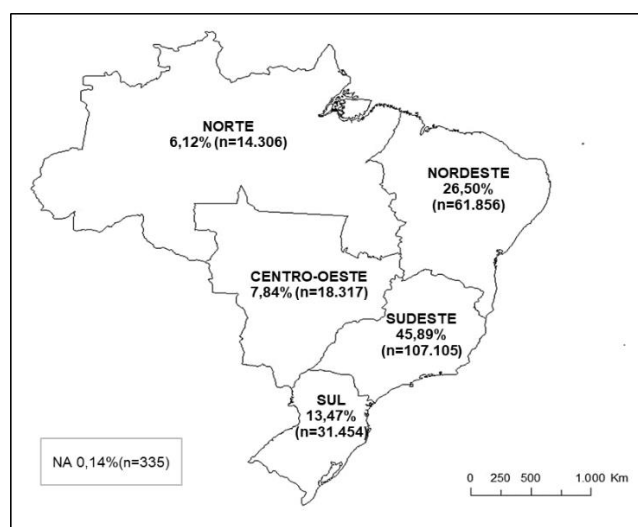 NORTE
6,12% (n=14.306)
NORDESTE
26,50%
(n=61.856)
CENTRO-OESTE
7,84% (n=18.317)
SUDESTE
45,89%
(n=107.105)
SUL
13,47%
(n=31.454)
NA 0,14%(n=335)
0 250 500 1.000 Km